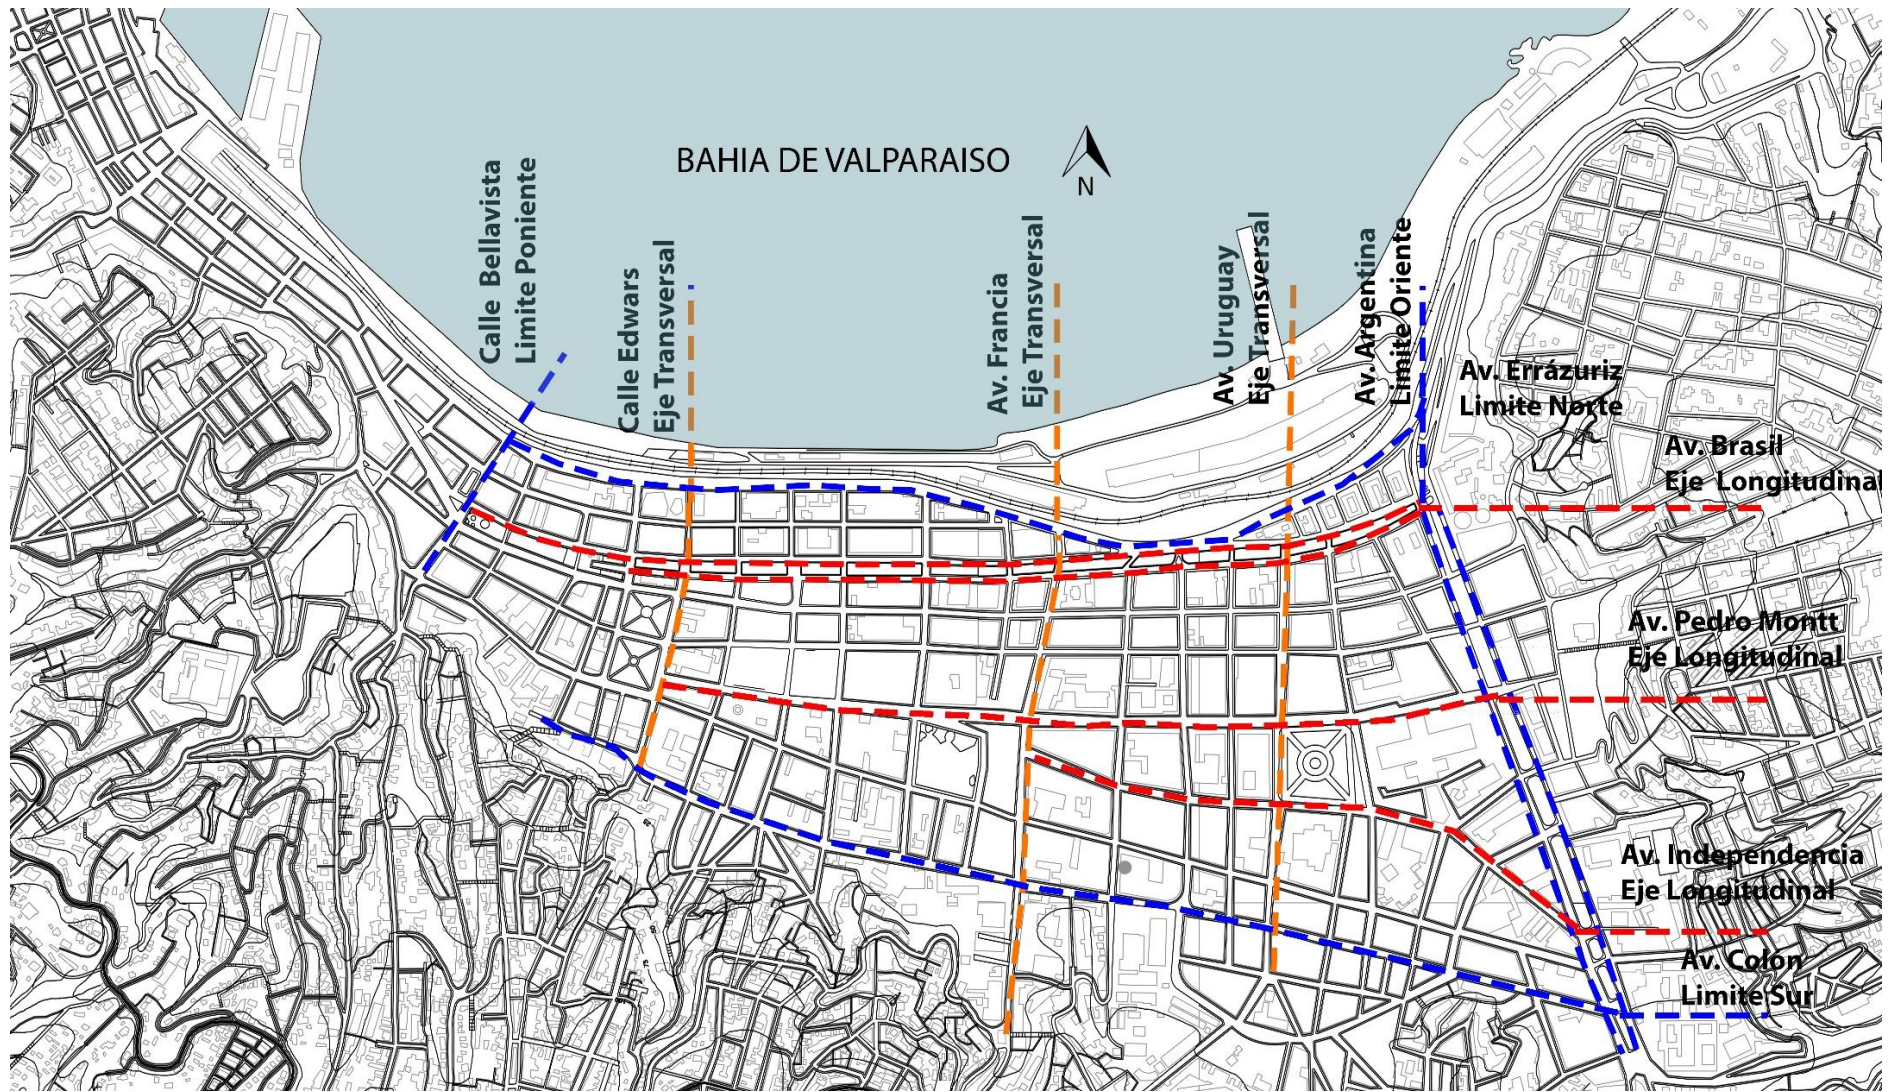 BAHIA DE VALPARAISO
N
Calle Bellavista
Limite Poniente
Calle Edwars
Eje Transversal
Av. Francia
Eje Transversal
Av. Uruguay
Eje Transversal
Av. Argentina
Limite Oriente
Av. Errázuriz
Limite Norte
Av. Brasil
Eje Longitudinal
Av. Pedro Montt
Eje Longitudinal
Av. Independencia
Eje Longitudinal
Av. Colon
Limite Sur